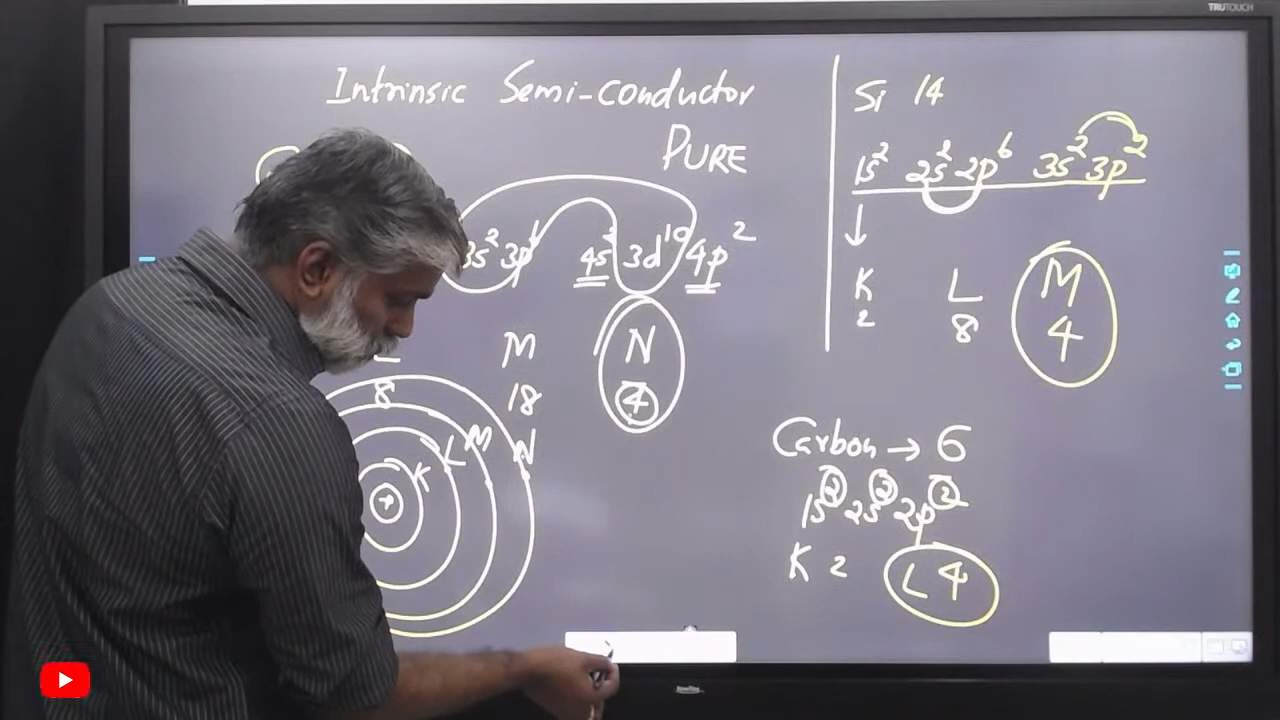 TRUTOUCH
Intrinsic Semi-conductor
PURE
3s² 3p⁶ 4s² 3d¹⁰ 4p²
L M N
8 18 4
K L M N
+
Si 14
1s² 2s² 2p⁶ 3s² 3p²
K L M
2 8 4
Carbon → 6
1s² 2s² 2p²
K 2 L 4